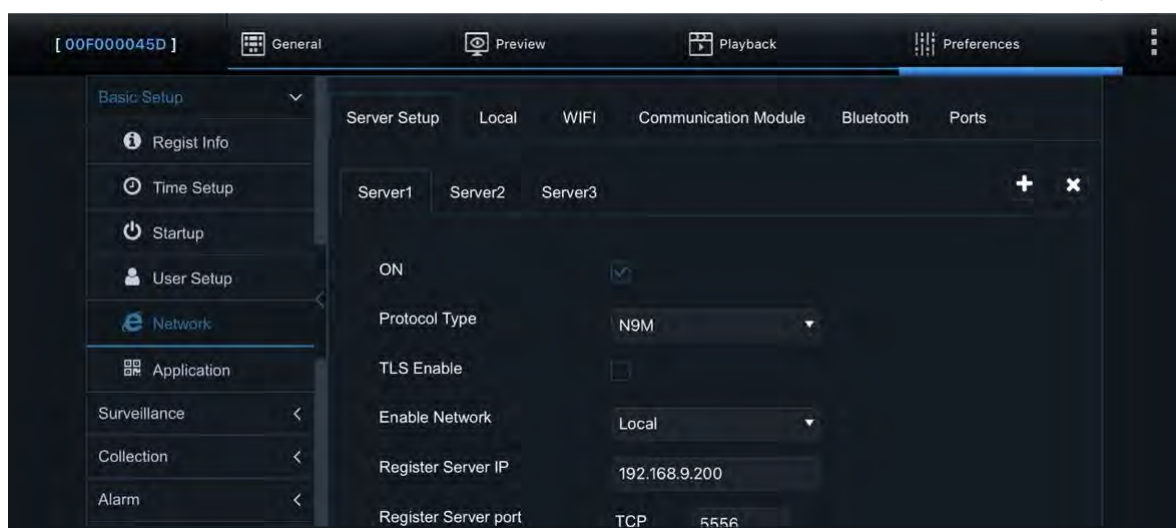 [ 00F000045D ] General Preview Playback Preferences
Basic Setup
Regist Info
Time Setup
Startup
User Setup
Network
Application
Surveillance
Collection
Alarm
Server Setup Local WIFI Communication Module Bluetooth Ports
Server1 Server2 Server3
ON
Protocol Type N9M
TLS Enable
Enable Network Local
Register Server IP 192.168.9.200
Register Server port TCP 5556